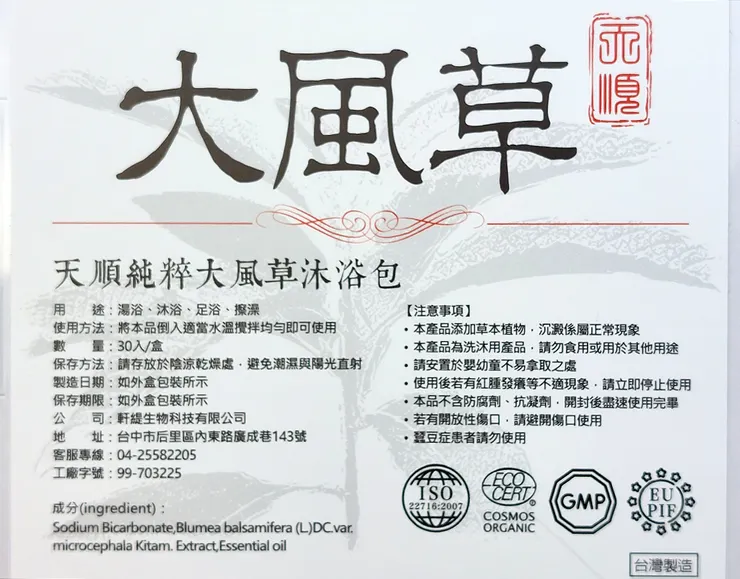 大風草
天順
天順純粹大風草沐浴包
用　　途：湯浴、沐浴、足浴、擦澡
使用方法：將本品倒入適當水溫攪拌均勻即可使用
數　　量：30入/盒
保存方法：請存放於陰涼乾燥處，避免潮濕與陽光直射
製造日期：如外盒包裝所示
保存期限：如外盒包裝所示
公　　司：軒緹生物科技有限公司
地　　址：台中市后里區內東路廣成巷143號
客服專線：04-25582205
工廠字號：99-703225
成分(ingredient)：
Sodium Bicarbonate,Blumea balsamifera (L.)DC.var.
microcephala Kitam. Extract,Essential oil
【注意事項】
・本產品添加草本植物，沉澱係屬正常現象
・本產品為洗沐用產品，請勿食用或用於其他用途
・請安置於嬰幼童不易拿取之處
・使用後若有紅腫發癢等不適現象，請立即停止使用
・本品不含防腐劑、抗凝劑，開封後盡速使用完畢
・若有開放性傷口，請避開傷口使用
・蠶豆症患者請勿使用
ISO
22716:2007
ECO
CERT
COSMOS
ORGANIC
GMP
EU
PIF
台灣製造